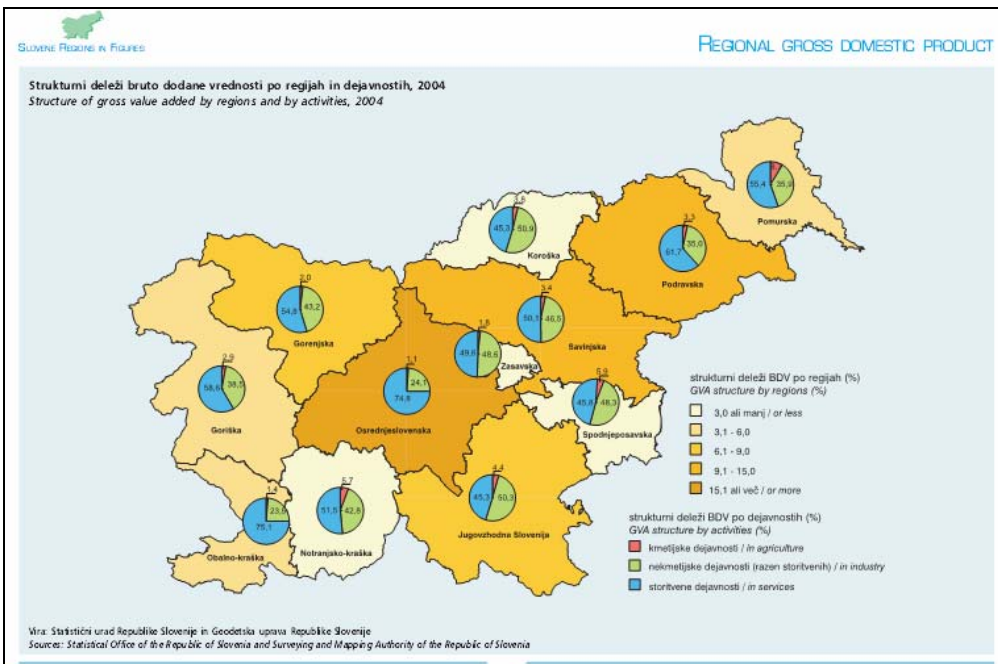 SLOVENE REGIONS IN FIGURES
REGIONAL GROSS DOMESTIC PRODUCT
Strukturni deleži bruto dodane vrednosti po regijah in dejavnostih, 2004
Structure of gross value added by regions and by activities, 2004
55,4
35,9
Pomurska
3,8
45,3
50,9
Koroška
3,3
61,7
35,0
Podravska
2,0
54,8
43,2
Gorenjska
3,4
50,1
46,5
Savinjska
1,8
49,6
48,6
Zasavska
2,9
58,6
38,5
Goriška
1,1
74,8
24,1
Osrednjeslovenska
5,9
45,8
48,3
Spodnjeposavska
4,4
45,3
50,3
Jugovzhodna Slovenija
5,7
51,5
42,8
Notranjsko-kraška
1,4
75,1
23,5
Obalno-kraška
strukturni deleži BDV po regijah (%)
GVA structure by regions (%)
3,0 ali manj / or less
3,1 - 6,0
6,1 - 9,0
9,1 - 15,0
15,1 ali več / or more
strukturni deleži BDV po dejavnostih (%)
GVA structure by activities (%)
kmetijske dejavnosti / in agriculture
nekmetijske dejavnosti (razen storitvenih) / in industry
storitvene dejavnosti / in services
Vira: Statistični urad Republike Slovenije in Geodetska uprava Republike Slovenije
Sources: Statistical Office of the Republic of Slovenia and Surveying and Mapping Authority of the Republic of Slovenia